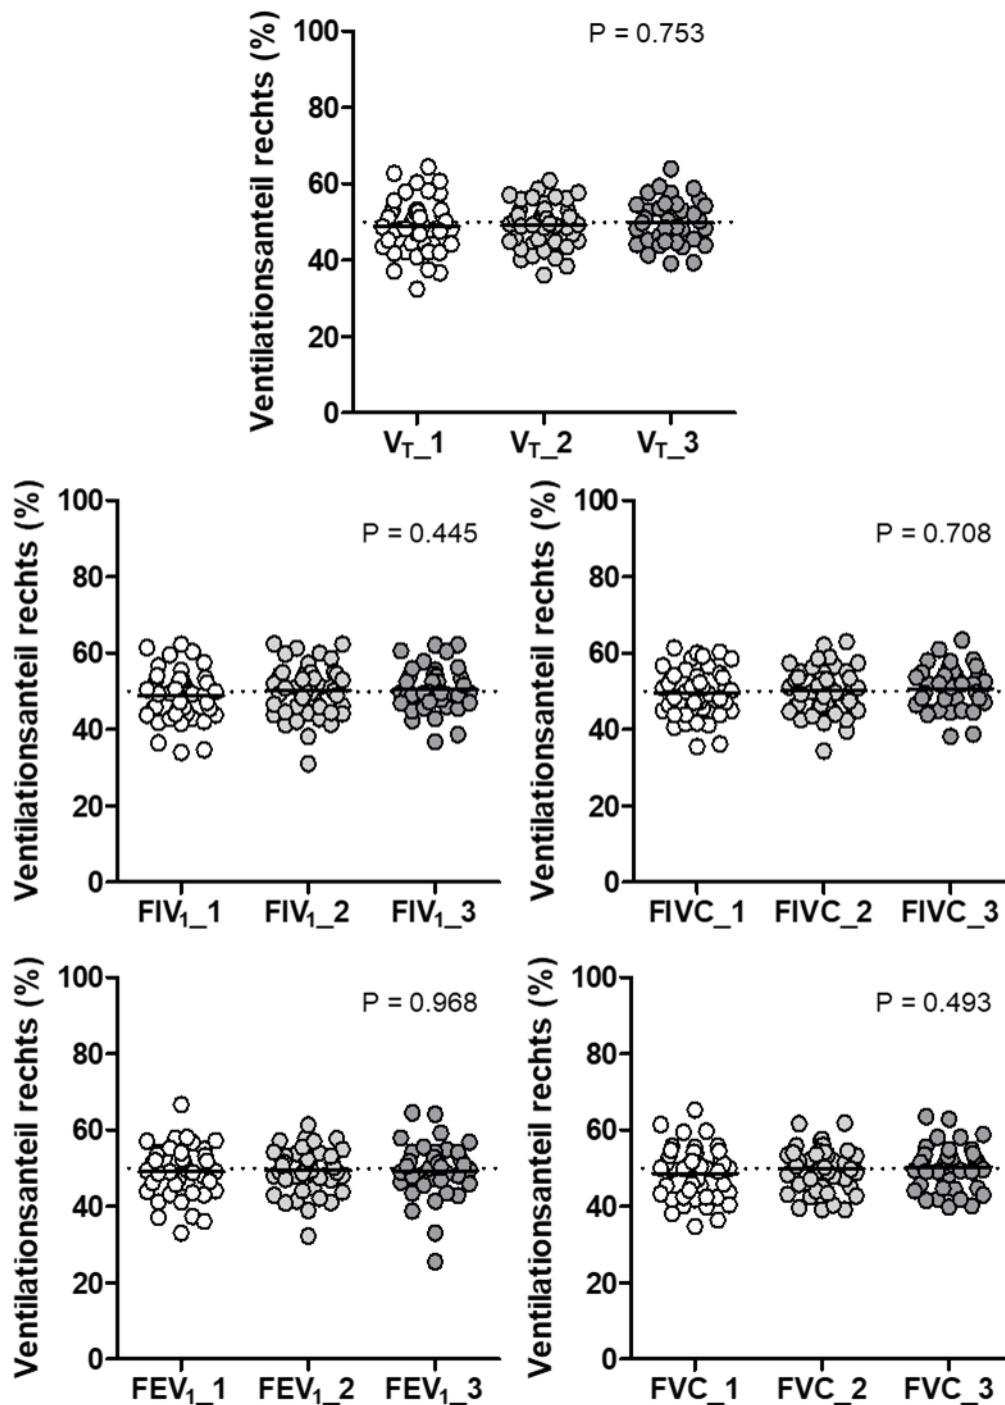 Ventilationsanteil rechts (%)
P = 0.753
100
80
60
40
20
0
V_T_1 V_T_2 V_T_3
Ventilationsanteil rechts (%)
P = 0.445
100
80
60
40
20
0
FIV₁_1 FIV₁_2 FIV₁_3
Ventilationsanteil rechts (%)
P = 0.708
100
80
60
40
20
0
FIVC_1 FIVC_2 FIVC_3
Ventilationsanteil rechts (%)
P = 0.968
100
80
60
40
20
0
FEV₁_1 FEV₁_2 FEV₁_3
Ventilationsanteil rechts (%)
P = 0.493
100
80
60
40
20
0
FVC_1 FVC_2 FVC_3